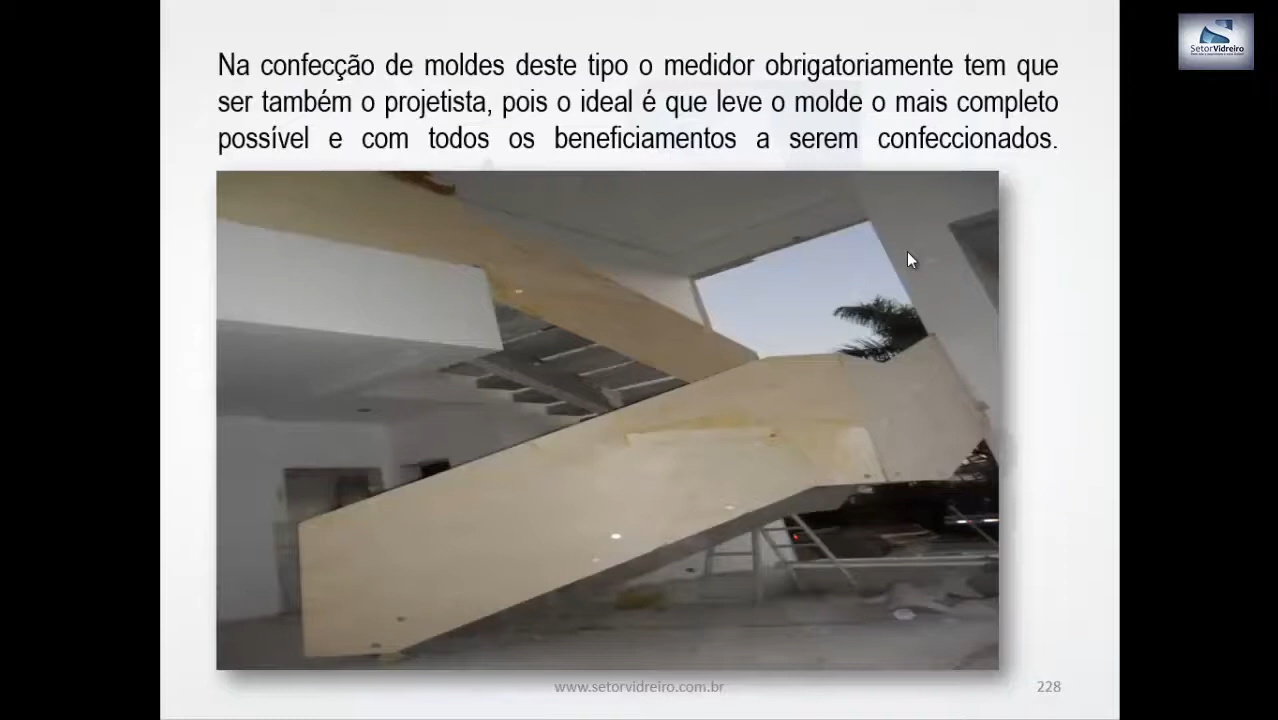 SetorVidreiro
Na confecção de moldes deste tipo o medidor obrigatoriamente tem que
ser também o projetista, pois o ideal é que leve o molde o mais completo
possível e com todos os beneficiamentos a serem confeccionados.
www.setorvidreiro.com.br
228